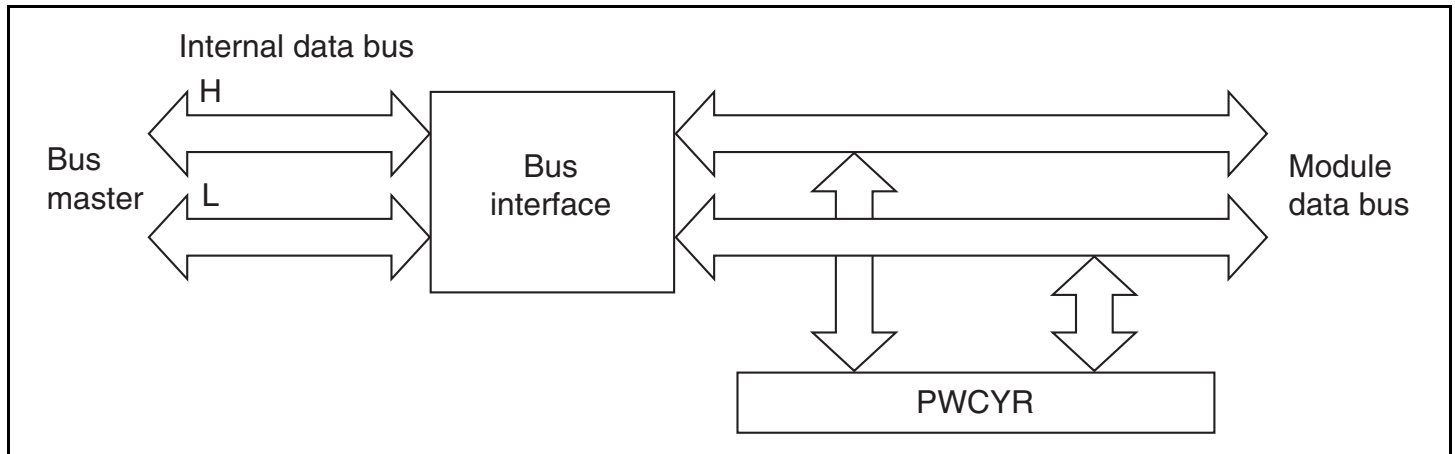 Internal data bus
H
Bus
master
L
Bus
interface
Module
data bus
PWCYR